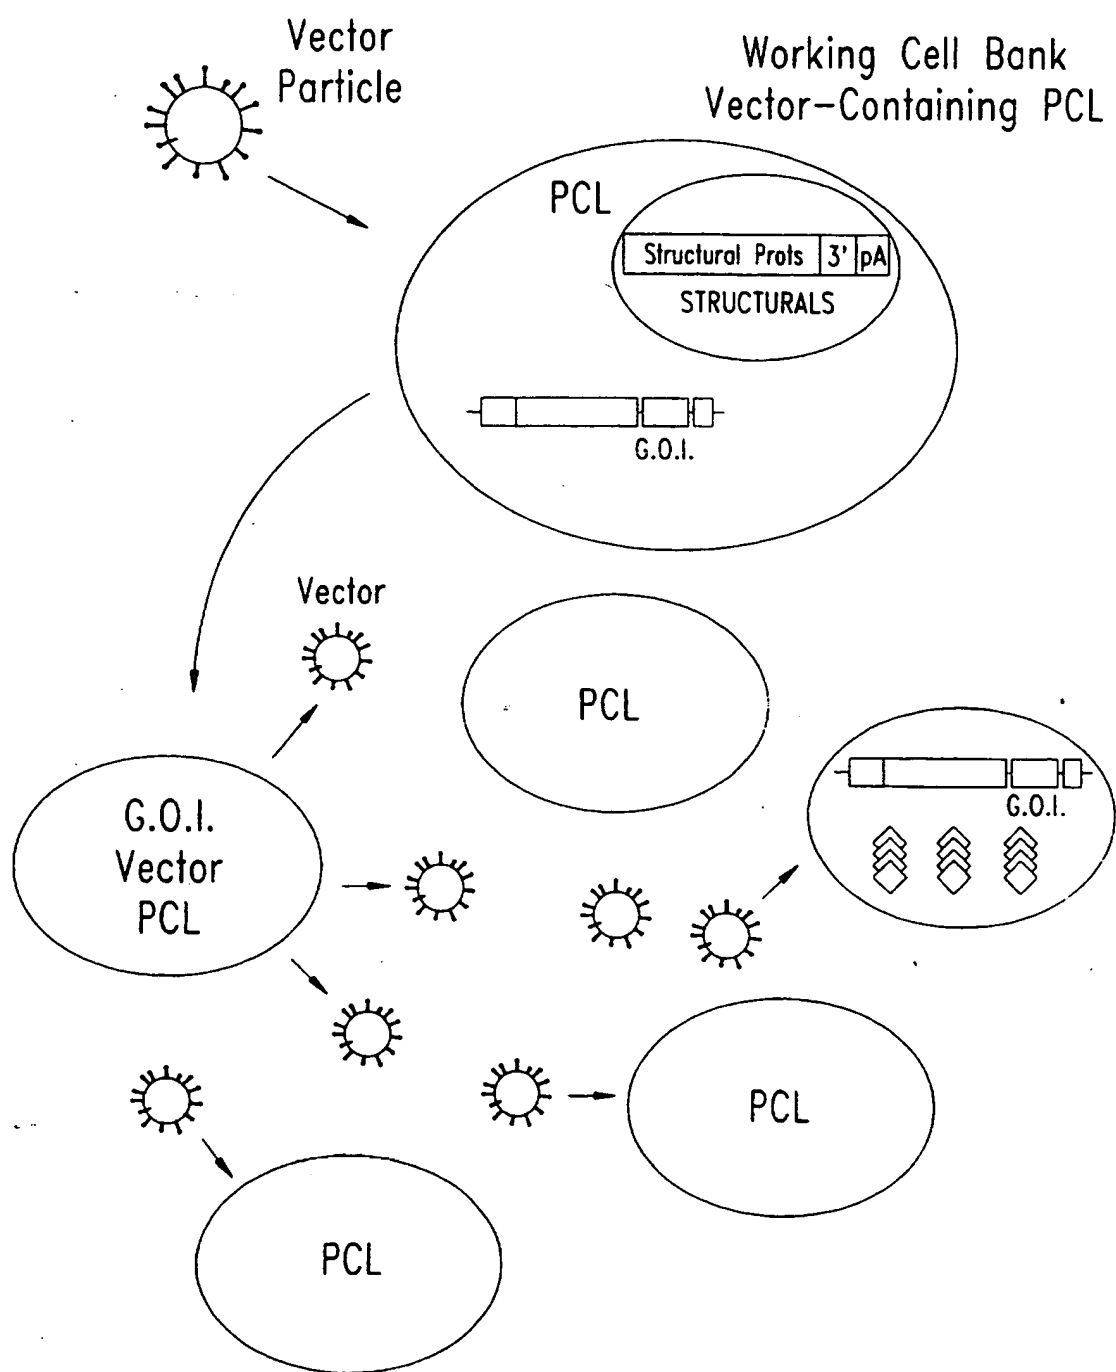 Vector
Particle
Working Cell Bank
Vector-Containing PCL
PCL
Structural Prots 3' pA
STRUCTURALS
G.O.I.
Vector
PCL
G.O.I.
G.O.I.
Vector
PCL
PCL
PCL